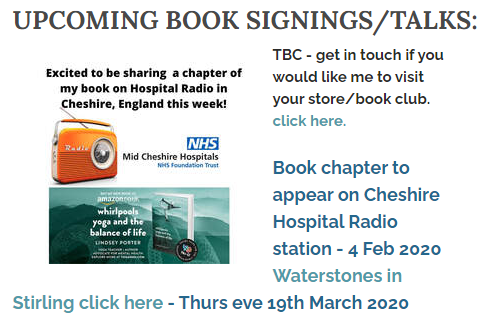 UPCOMING BOOK SIGNINGS/TALKS:
Excited to be sharing a chapter of
my book on Hospital Radio in
Cheshire, England this week!
Radio
NHS
Mid Cheshire Hospitals
NHS Foundation Trust
amazon.com
whirlpools
yoga and the
balance of life
LINDSEY PORTER
TBC - get in touch if you
would like me to visit
your store/book club.
click here.
Book chapter to
appear on Cheshire
Hospital Radio
station - 4 Feb 2020
Waterstones in
Stirling click here - Thurs eve 19th March 2020